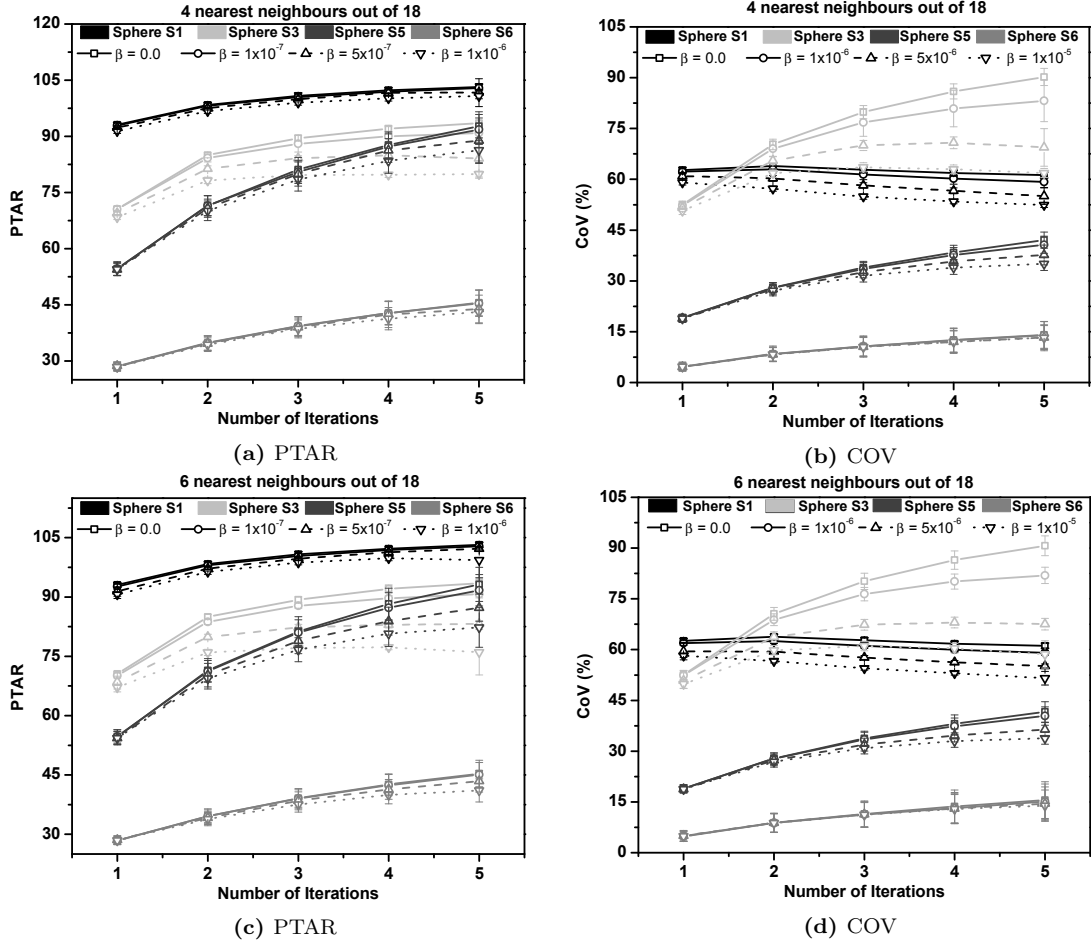 4 nearest neighbours out of 18
Sphere S1 Sphere S3 Sphere S5 Sphere S6
β = 0.0 β = 1x10⁻⁷ β = 5x10⁻⁷ β = 1x10⁻⁶
105
90
75
60
45
30
PTAR
1 2 3 4 5
Number of Iterations
(a) PTAR
4 nearest neighbours out of 18
Sphere S1 Sphere S3 Sphere S5 Sphere S6
β = 0.0 β = 1x10⁻⁶ β = 5x10⁻⁶ β = 1x10⁻⁵
90
75
60
45
30
15
0
CoV (%)
1 2 3 4 5
Number of Iterations
(b) COV
6 nearest neighbours out of 18
Sphere S1 Sphere S3 Sphere S5 Sphere S6
β = 0.0 β = 1x10⁻⁷ β = 5x10⁻⁷ β = 1x10⁻⁶
105
90
75
60
45
30
PTAR
1 2 3 4 5
Number of Iterations
(c) PTAR
6 nearest neighbours out of 18
Sphere S1 Sphere S3 Sphere S5 Sphere S6
β = 0.0 β = 1x10⁻⁶ β = 5x10⁻⁶ β = 1x10⁻⁵
90
75
60
45
30
15
0
CoV (%)
1 2 3 4 5
Number of Iterations
(d) COV